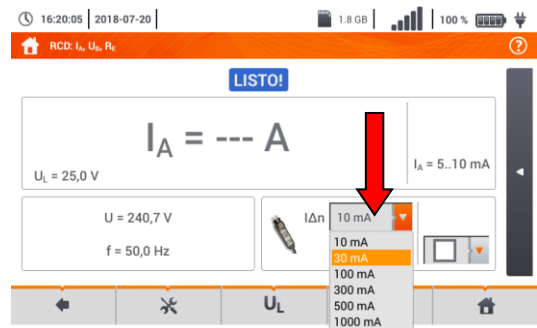 16:20:05 2018-07-20 1.8 GB 100 %
RCD: IA, UB, RE
LISTO!
IA = --- A
UL = 25,0 V
IA = 5..10 mA
U = 240,7 V
f = 50,0 Hz
IΔn 10 mA
10 mA
30 mA
100 mA
300 mA
500 mA
1000 mA
UL